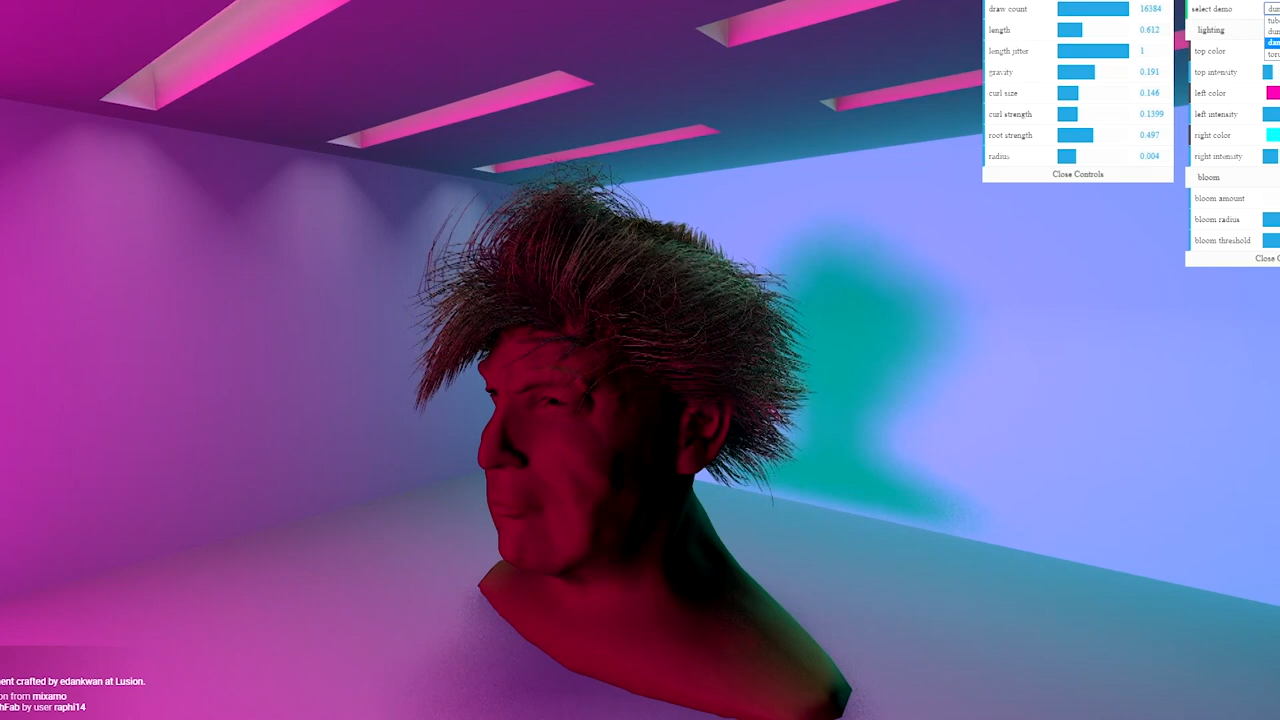 draw count 16384
length 0.612
length jitter 1
gravity 0.191
curl size 0.146
curl strength 0.1399
root strength 0.497
radius 0.004
Close Controls
select demo
lighting
top color
top intensity
left color
left intensity
right color
right intensity
bloom
bloom amount
bloom radius
bloom threshold
Close
crafted by edankwan at Lusion.
from mixamo
by user raphi14